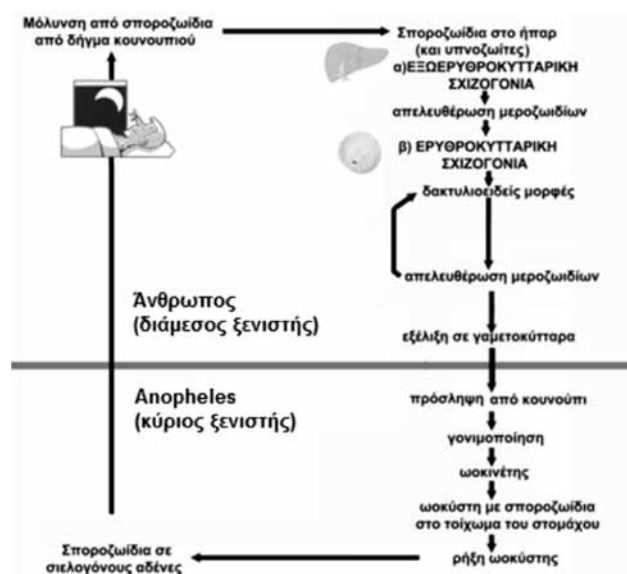 Μόλυνση από σποροζωίδια
από δήγμα κουνουπιού
Σποροζωίδια στο ήπαρ
(και υπνοζωίτες)
α)ΕΞΩΕΡΥΘΡΟΚΥΤΤΑΡΙΚΗ
ΣΧΙΖΟΓΟΝΙΑ
απελευθέρωση μεροζωιδίων
β) ΕΡΥΘΡΟΚΥΤΤΑΡΙΚΗ
ΣΧΙΖΟΓΟΝΙΑ
δακτυλιοειδείς μορφές
απελευθέρωση μεροζωιδίων
εξέλιξη σε γαμετοκύτταρα
Άνθρωπος
(διάμεσος ξενιστής)
Anopheles
(κύριος ξενιστής)
πρόσληψη από κουνούπι
γονιμοποίηση
ωοκινέτης
ωοκύστη με σποροζωίδια
στο τοίχωμα του στομάχου
ρήξη ωοκύστης
Σποροζωίδια σε
σιελογόνους αδένες